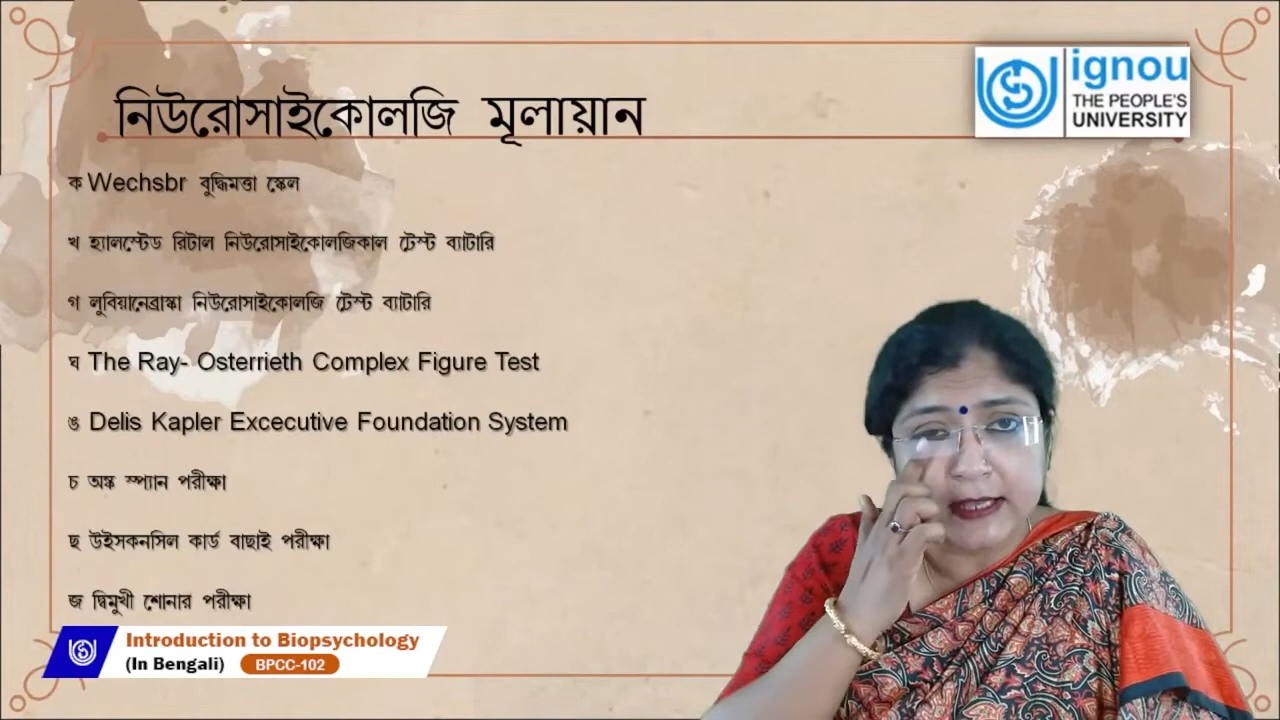 নিউরোসাইকোলজি মূলায়ান
ignou
THE PEOPLE'S
UNIVERSITY
ক Wechsbr বুদ্ধিমত্তা স্কেল
খ হ্যালস্টেড রিটাল নিউরোসাইকোলজিকাল টেস্ট ব্যাটারি
গ লুবিয়ানেব্রাস্কা নিউরোসাইকোলজি টেস্ট ব্যাটারি
ঘ The Ray- Osterrieth Complex Figure Test
ঙ Delis Kapler Excecutive Foundation System
চ অঙ্ক স্প্যান পরীক্ষা
ছ উইসকনসিল কার্ড বাছাই পরীক্ষা
জ দ্বিমুখী শোনার পরীক্ষা
Introduction to Biopsychology
(In Bengali) BPCC-102